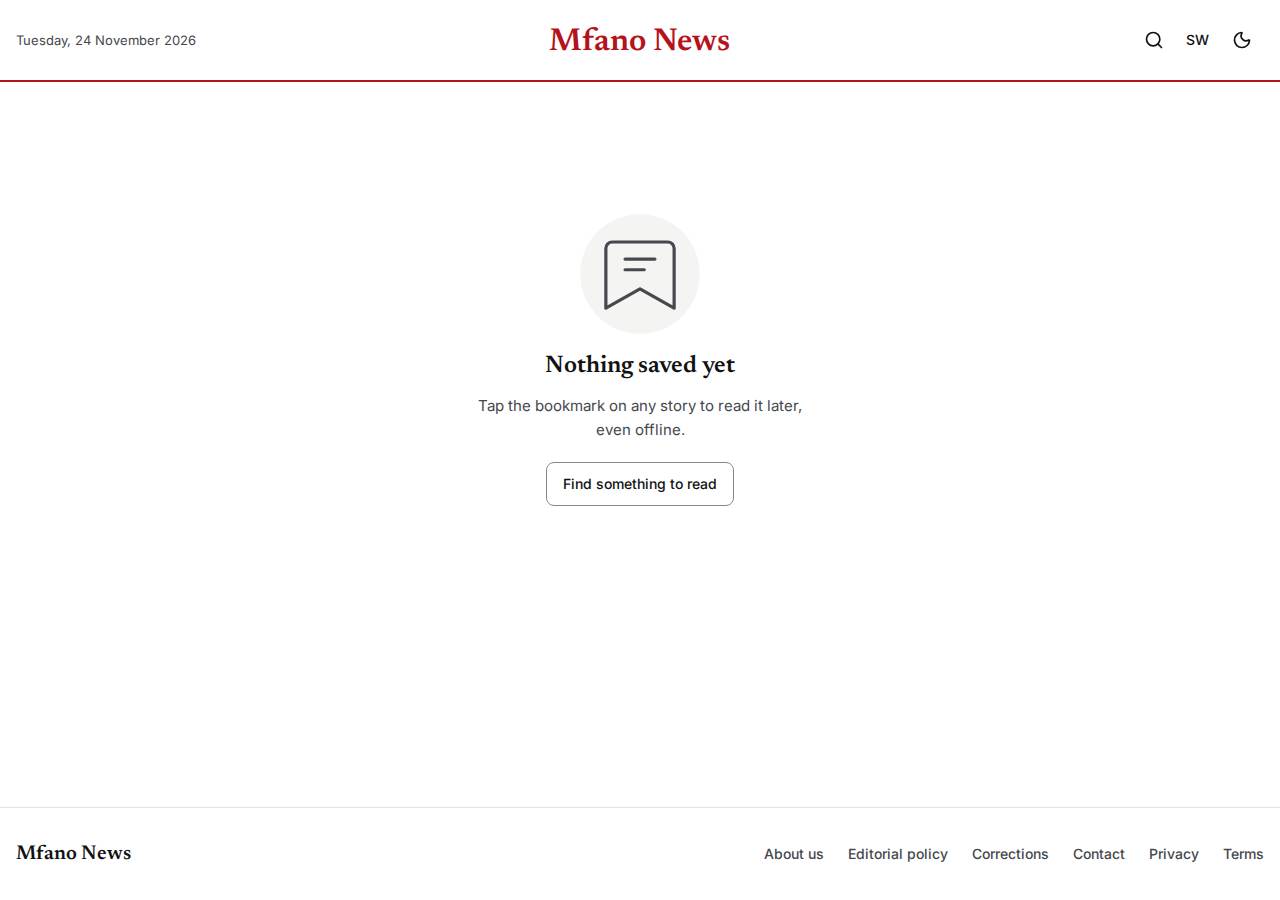 Tuesday, 24 November 2026
Mfano News
SW
Nothing saved yet
Tap the bookmark on any story to read it later,
even offline.
Find something to read
Mfano News
About us
Editorial policy
Corrections
Contact
Privacy
Terms